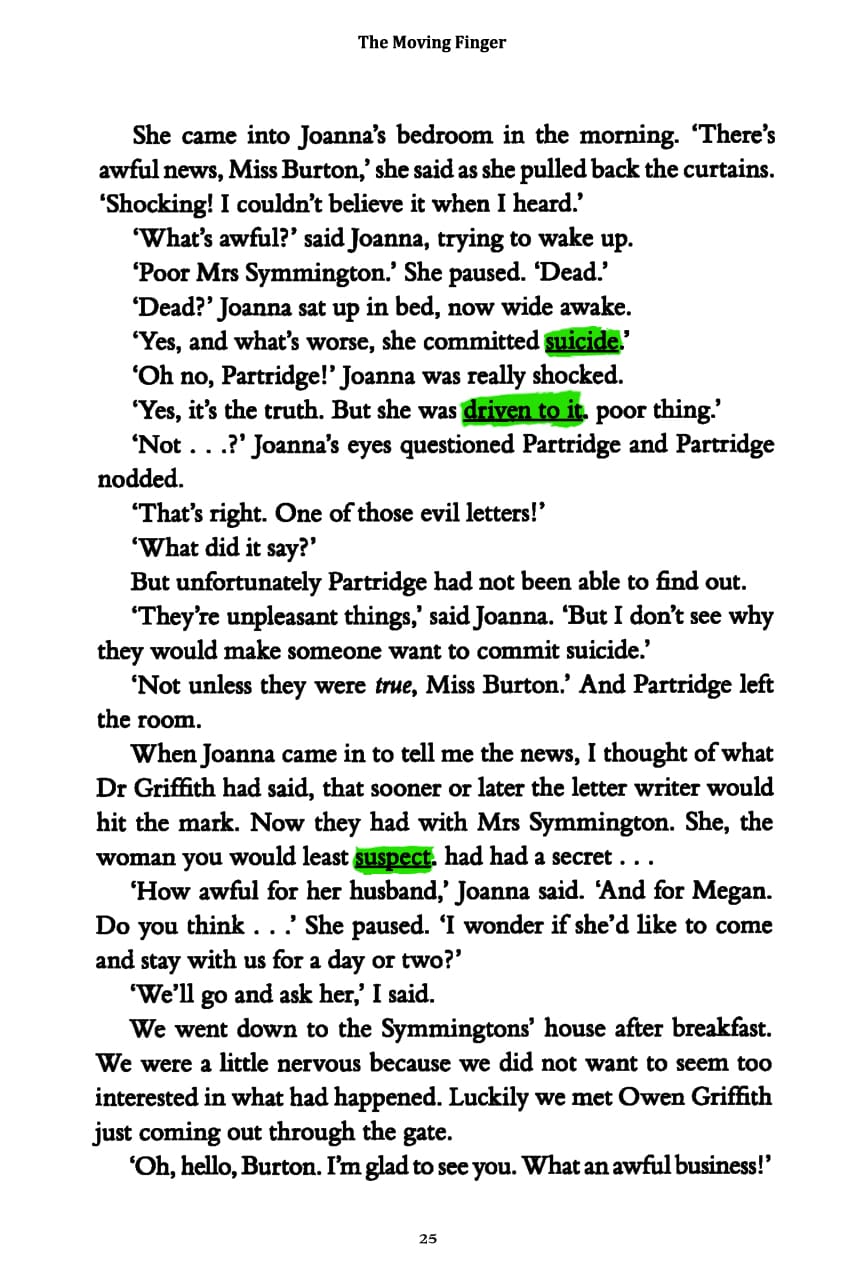 The Moving Finger
She came into Joanna’s bedroom in the morning. ‘There’s
awful news, Miss Burton,’ she said as she pulled back the curtains.
‘Shocking! I couldn’t believe it when I heard.’
‘What’s awful?’ said Joanna, trying to wake up.
‘Poor Mrs Symmington.’ She paused. ‘Dead.’
‘Dead?’ Joanna sat up in bed, now wide awake.
‘Yes, and what’s worse, she committed suicide.’
‘Oh no, Partridge!’ Joanna was really shocked.
‘Yes, it’s the truth. But she was driven to it, poor thing.’
‘Not . . .?’ Joanna’s eyes questioned Partridge and Partridge
nodded.
‘That’s right. One of those evil letters!’
‘What did it say?’
But unfortunately Partridge had not been able to find out.
‘They’re unpleasant things,’ said Joanna. ‘But I don’t see why
they would make someone want to commit suicide.’
‘Not unless they were true, Miss Burton.’ And Partridge left
the room.
When Joanna came in to tell me the news, I thought of what
Dr Griffith had said, that sooner or later the letter writer would
hit the mark. Now they had with Mrs Symmington. She, the
woman you would least suspect, had had a secret . . .
‘How awful for her husband,’ Joanna said. ‘And for Megan.
Do you think . . .’ She paused. ‘I wonder if she’d like to come
and stay with us for a day or two?’
‘We’ll go and ask her,’ I said.
We went down to the Symmingtons’ house after breakfast.
We were a little nervous because we did not want to seem too
interested in what had happened. Luckily we met Owen Griffith
just coming out through the gate.
‘Oh, hello, Burton. I’m glad to see you. What an awful business!’
25